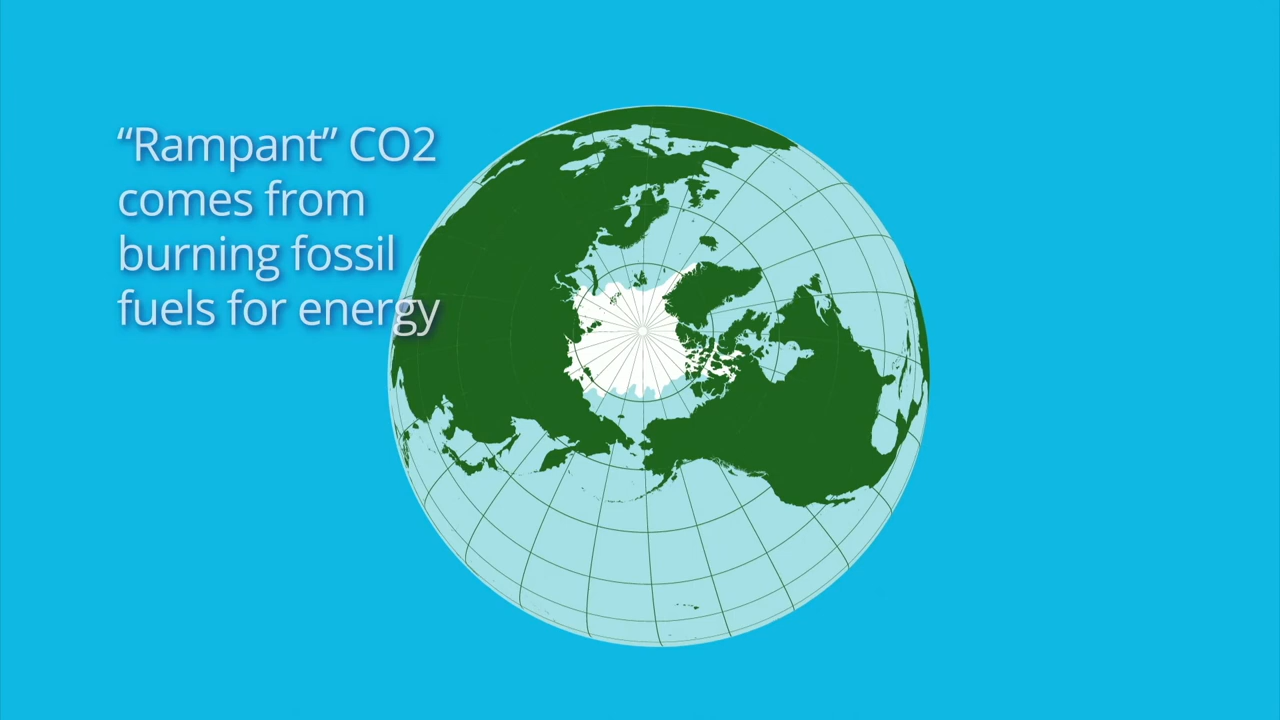 “Rampant” CO2
comes from
burning fossil
fuels for energy